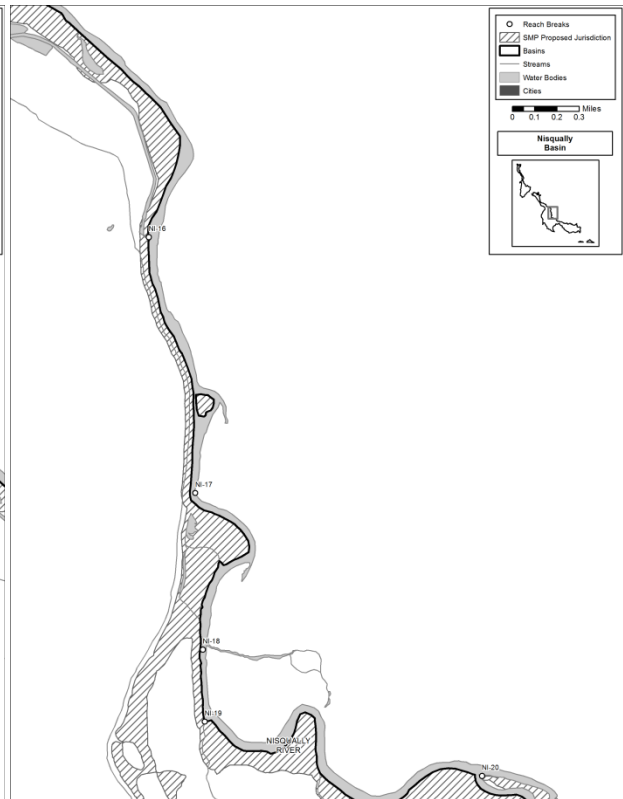 Reach Breaks
SMP Proposed Jurisdiction
Basins
Streams
Water Bodies
Cities
Miles
0 0.1 0.2 0.3
Nisqually
Basin
NI-16
NI-17
NI-18
NI-19
NISQUALLY
RIVER
NI-20